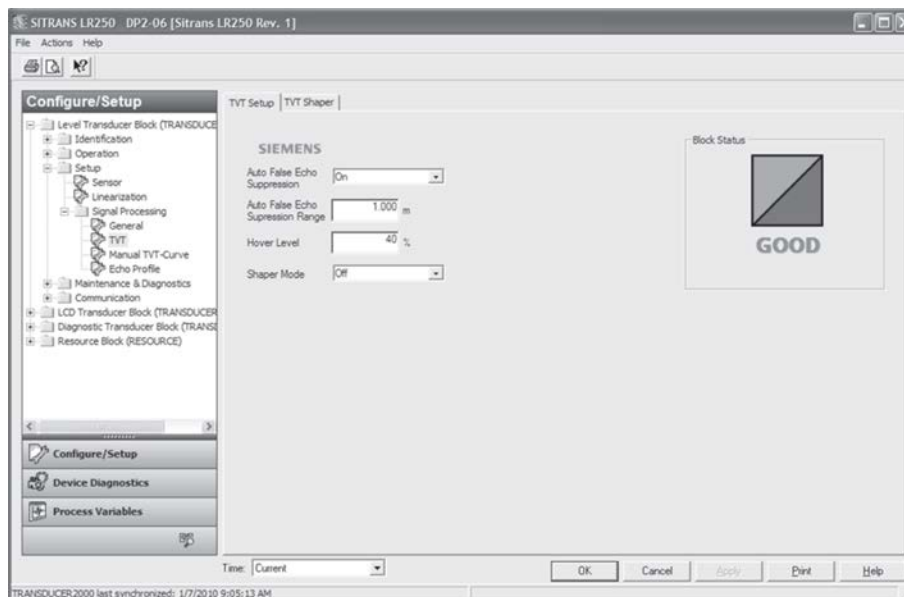 SITRANS LR250 DP2-06 [Sitrans LR250 Rev. 1]
File Actions Help
Configure/Setup
Level Transducer Block (TRANSDUCE
Identification
Operation
Setup
Sensor
Linearization
Signal Processing
General
TVT
Manual TVT-Curve
Echo Profile
Maintenance & Diagnostics
Communication
LCD Transducer Block (TRANSDUCER
Diagnostic Transducer Block (TRANSD
Resource Block (RESOURCE)
Configure/Setup
Device Diagnostics
Process Variables
TVT Setup TVT Shaper
SIEMENS
Auto False Echo
Suppression
On
Auto False Echo
Supression Range
1.000 m
Hover Level 40 %
Shaper Mode Off
Block Status
GOOD
Time: Current
OK Cancel Apply Print Help
TRANSDUCER2000 last synchronized: 1/7/2010 9:05:13 AM